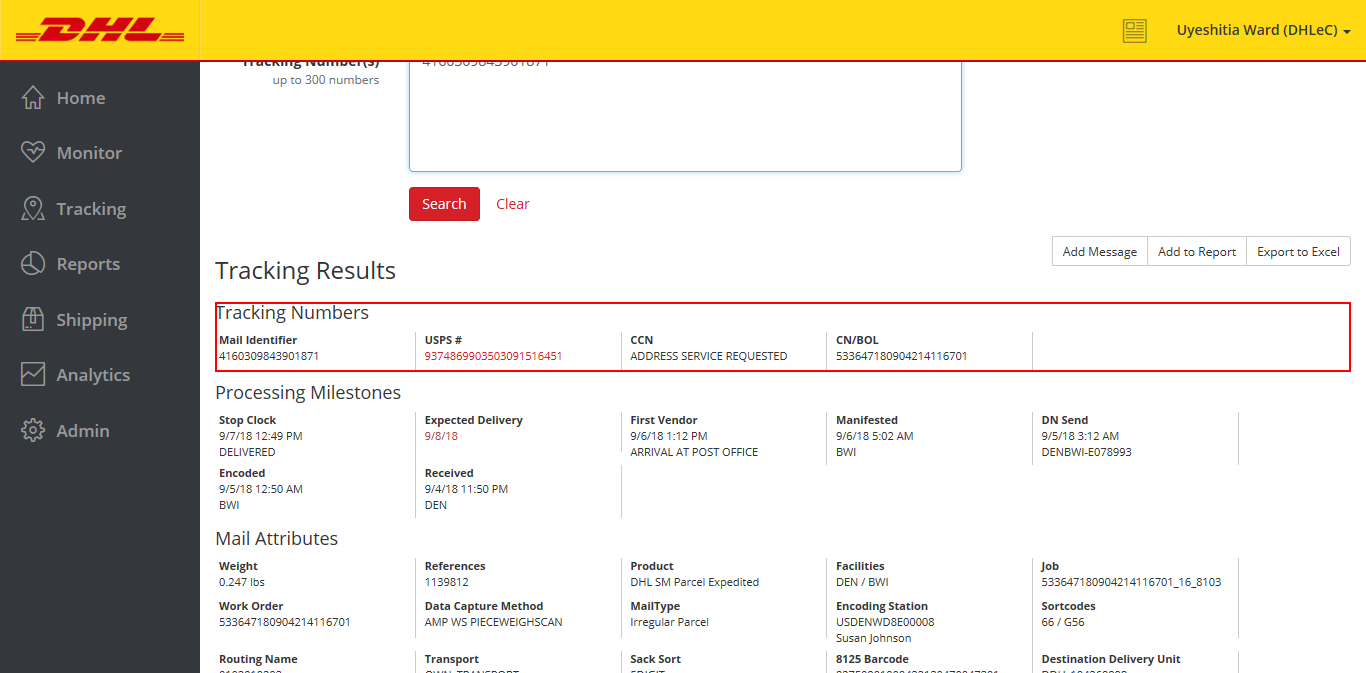 DHL
Uyeshitia Ward (DHLeC)
Home
Monitor
Tracking
Reports
Shipping
Analytics
Admin
Tracking Number(s)
up to 300 numbers
4160309843901871
Search Clear
Add Message Add to Report Export to Excel
Tracking Results
Tracking Numbers
Mail Identifier USPS # CCN CN/BOL
4160309843901871 9374869903503091516451 ADDRESS SERVICE REQUESTED 533647180904214116701
Processing Milestones
Stop Clock Expected Delivery First Vendor Manifested DN Send
9/7/18 12:49 PM 9/8/18 9/6/18 1:12 PM 9/6/18 5:02 AM 9/5/18 3:12 AM
DELIVERED ARRIVAL AT POST OFFICE BWI DENBWI-E078993
Encoded Received
9/5/18 12:50 AM 9/4/18 11:50 PM
BWI DEN
Mail Attributes
Weight References Product Facilities Job
0.247 lbs 1139812 DHL SM Parcel Expedited DEN / BWI 533647180904214116701_16_8103
Work Order Data Capture Method MailType Encoding Station Sortcodes
533647180904214116701 AMP WS PIECEWEIGHSCAN Irregular Parcel USDENWD8E00008 66 / G56
Susan Johnson
Routing Name Transport Sack Sort 8125 Barcode Destination Delivery Unit